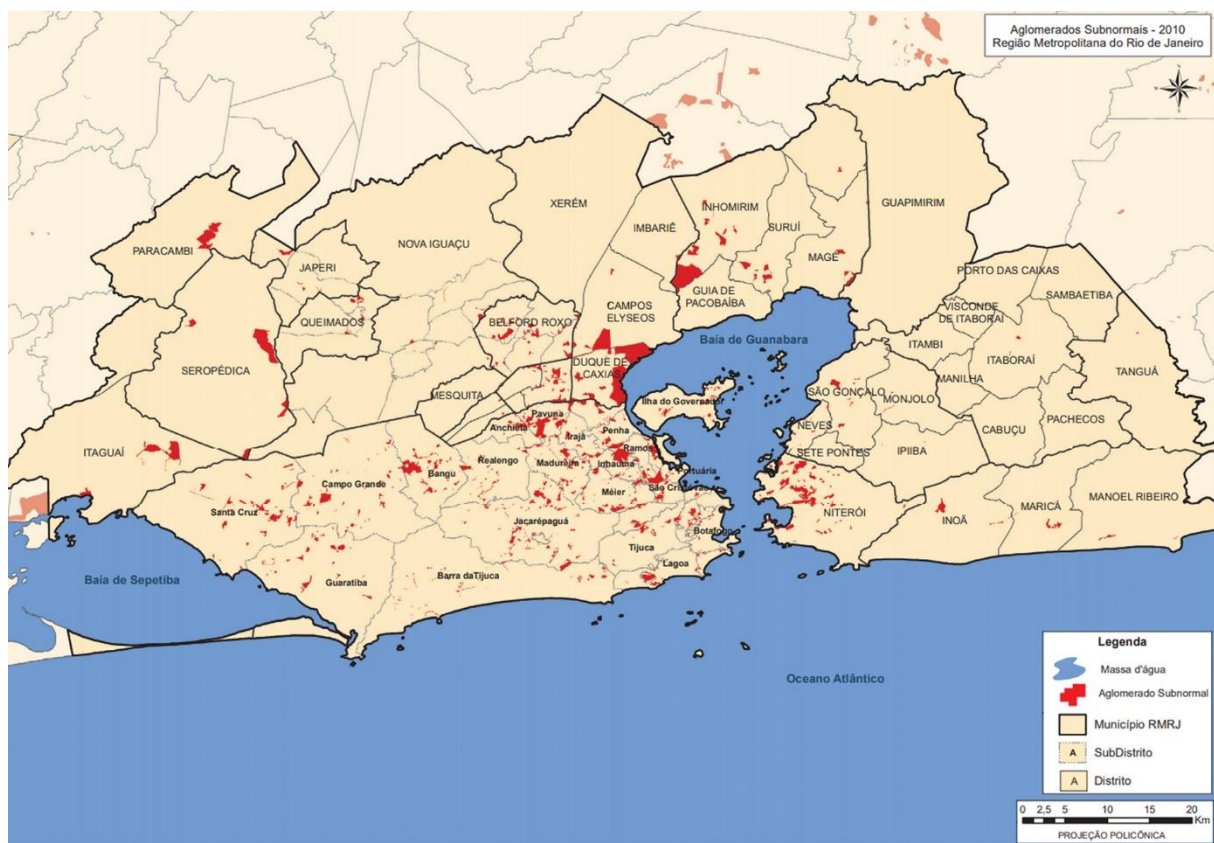 Aglomerados Subnormais - 2010
Região Metropolitana do Rio de Janeiro
XERÉM
INHOMIRIM
GUAPIMIRIM
IMBARIÊ
SURUÍ
PARACAMBI
NOVA IGUAÇU
MAGÉ
JAPERI
PORTO DAS CAIXAS
GUIA DE
PACOBAÍBA
SAMBAETIBA
CAMPOS
ELYSEOS
VISCONDE
DE ITABORAÍ
QUEIMADOS
BELFORD ROXO
Baía de Guanabara
ITAMBI
ITABORAÍ
DUQUE DE
CAXIAS
SEROPÉDICA
TANGUÁ
MANILHA
MESQUITA
Ilha do Governador
SÃO GONÇALO
MONJOLO
Pavuna
PACHECOS
Anchieta
Irajá
Penha
NEVES
CABUÇU
ITAGUAÍ
Ramos
SETE PONTES
IPIIBA
Realengo
Madureira
Inhaúma
Bangu
Portuária
Campo Grande
Méier
São Cristóvão
MANOEL RIBEIRO
Santa Cruz
NITERÓI
INOÃ
MARICÁ
Jacarépaguá
Botafogo
Tijuca
Lagoa
Baía de Sepetiba
Guaratiba
Barra daTijuca
Oceano Atlântico
Legenda
Massa d'água
Aglomerado Subnormal
Município RMRJ
A SubDistrito
A Distrito
0 2,5 5 10 15 20
Km
PROJEÇÃO POLICÔNICA